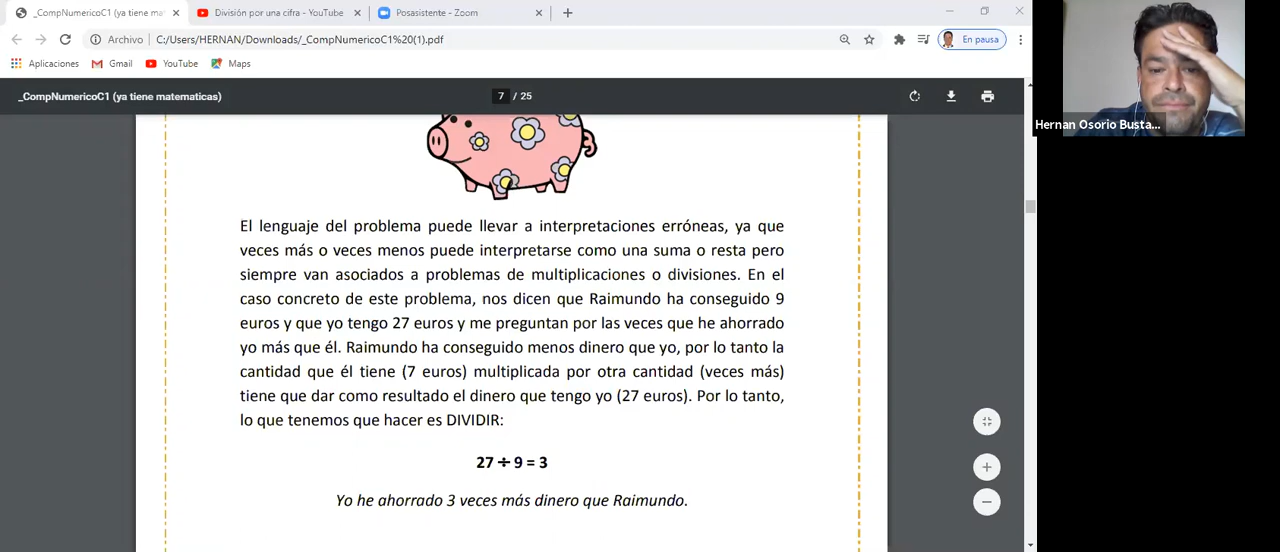 _CompNumericoC1 (ya tiene mate
División por una cifra - YouTube
Posasistente - Zoom
Archivo
C:/Users/HERNAN/Downloads/_CompNumericoC1%20(1).pdf
En pausa
Aplicaciones
Gmail
YouTube
Maps
_CompNumericoC1 (ya tiene matematicas)
7 / 25
Hernan Osorio Busta...
El lenguaje del problema puede llevar a interpretaciones erróneas, ya que
veces más o veces menos puede interpretarse como una suma o resta pero
siempre van asociados a problemas de multiplicaciones o divisiones. En el
caso concreto de este problema, nos dicen que Raimundo ha conseguido 9
euros y que yo tengo 27 euros y me preguntan por las veces que he ahorrado
yo más que él. Raimundo ha conseguido menos dinero que yo, por lo tanto la
cantidad que él tiene (7 euros) multiplicada por otra cantidad (veces más)
tiene que dar como resultado el dinero que tengo yo (27 euros). Por lo tanto,
lo que tenemos que hacer es DIVIDIR:
27 ÷ 9 = 3
Yo he ahorrado 3 veces más dinero que Raimundo.